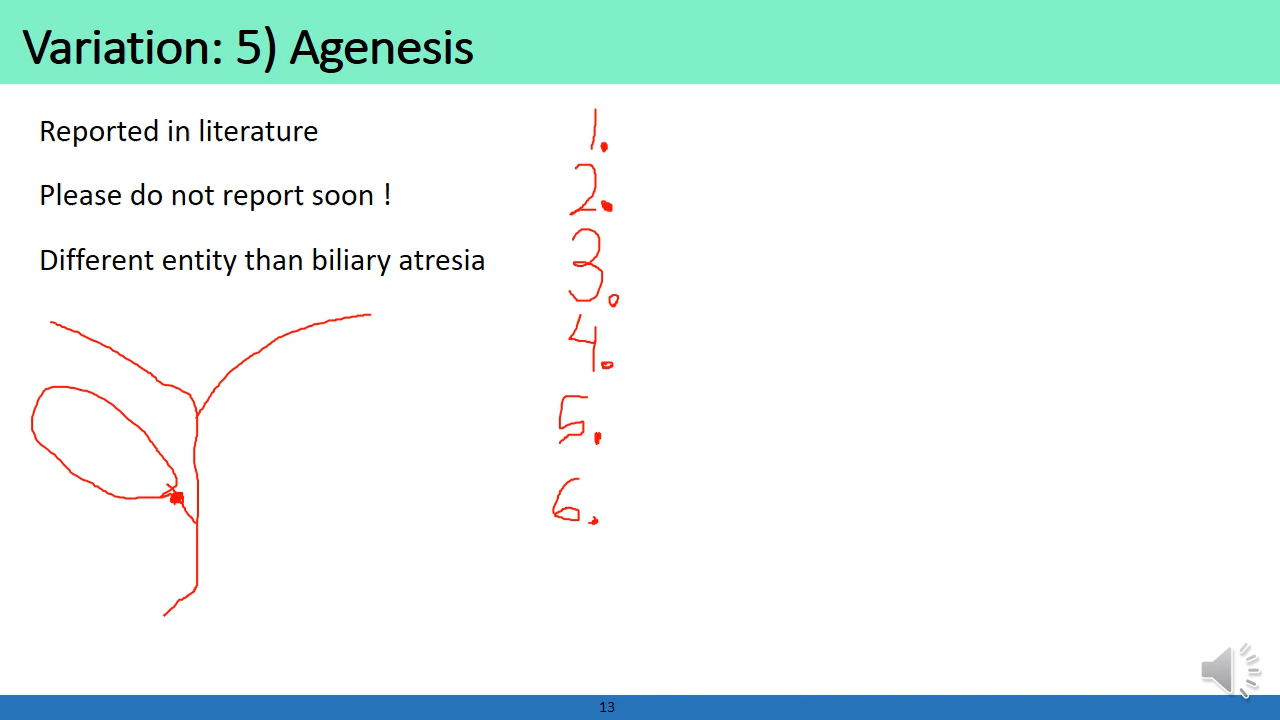 Variation: 5) Agenesis
Reported in literature
Please do not report soon !
Different entity than biliary atresia
1.
2.
3.
4.
5.
6.
13